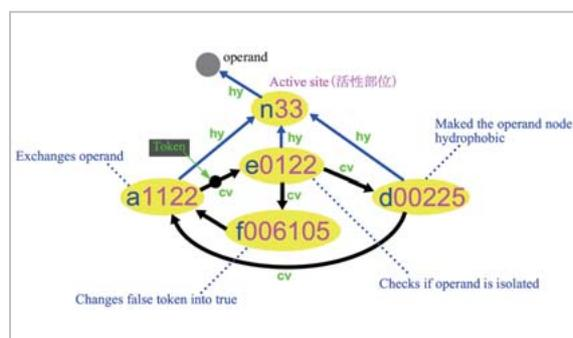 operand
Active site (活性部位)
hy
n33
Maked the operand node
hydrophobic
hy
hy
hy
Token
Exchanges operand
e0122
cv
cv
a1122
cv
d00225
f006105
Checks if operand is isolated
cv
Changes false token into true